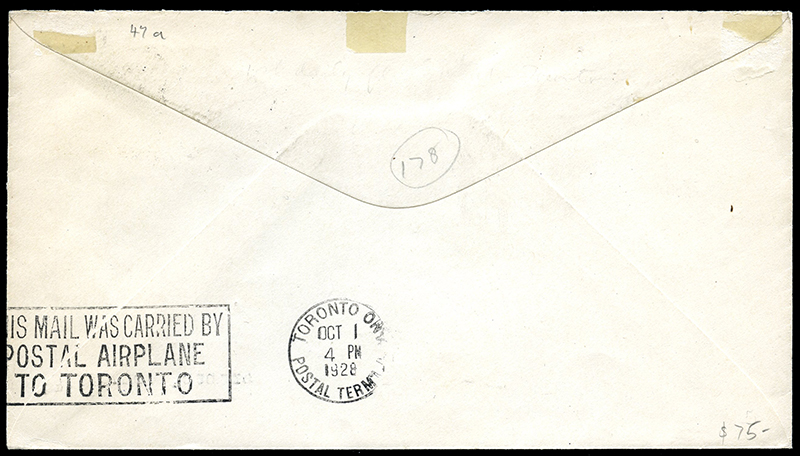 47a
178
IS MAIL WAS CARRIED BY
POSTAL AIRPLANE
TO TORONTO
TORONTO ONT
OCT 1
4 PM
1928
POSTAL TERM'L A
$75-